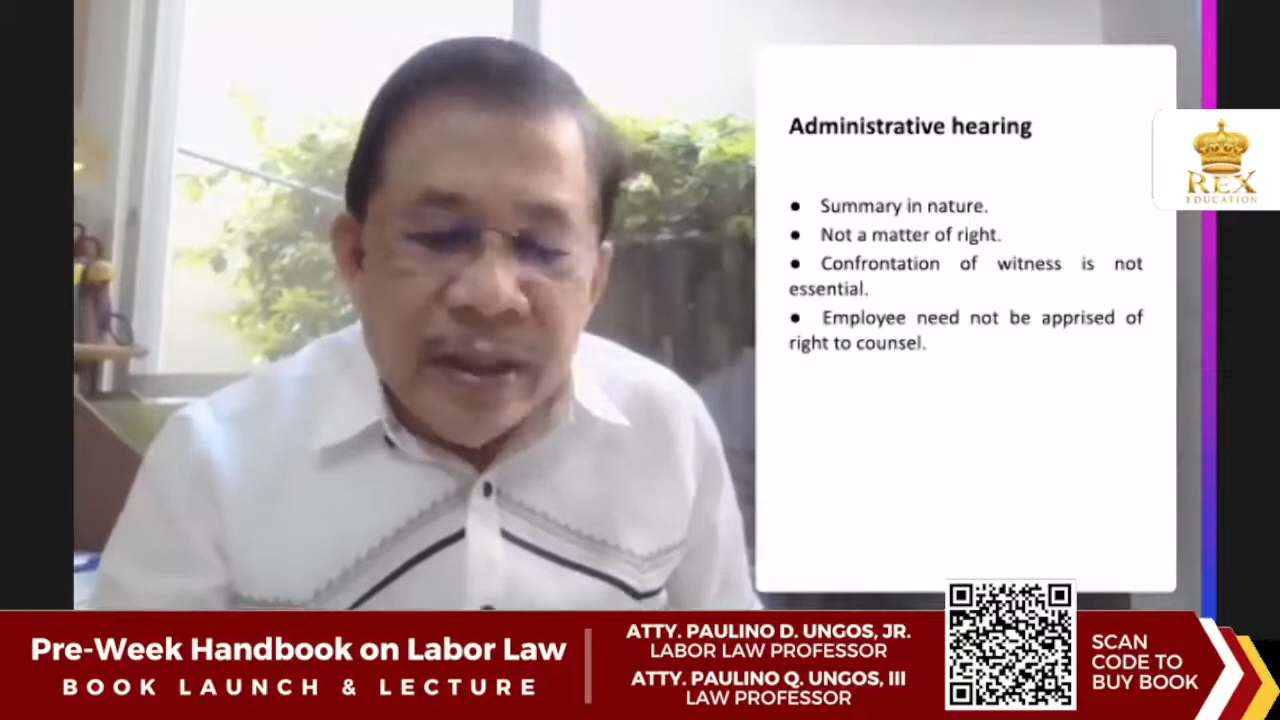 Administrative hearing
● Summary in nature.
● Not a matter of right.
● Confrontation of witness is not
essential.
● Employee need not be apprised of
right to counsel.
REX
EDUCATION
Pre-Week Handbook on Labor Law
BOOK LAUNCH & LECTURE
ATTY. PAULINO D. UNGOS, JR.
LABOR LAW PROFESSOR
ATTY. PAULINO Q. UNGOS, III
LAW PROFESSOR
SCAN
CODE TO
BUY BOOK